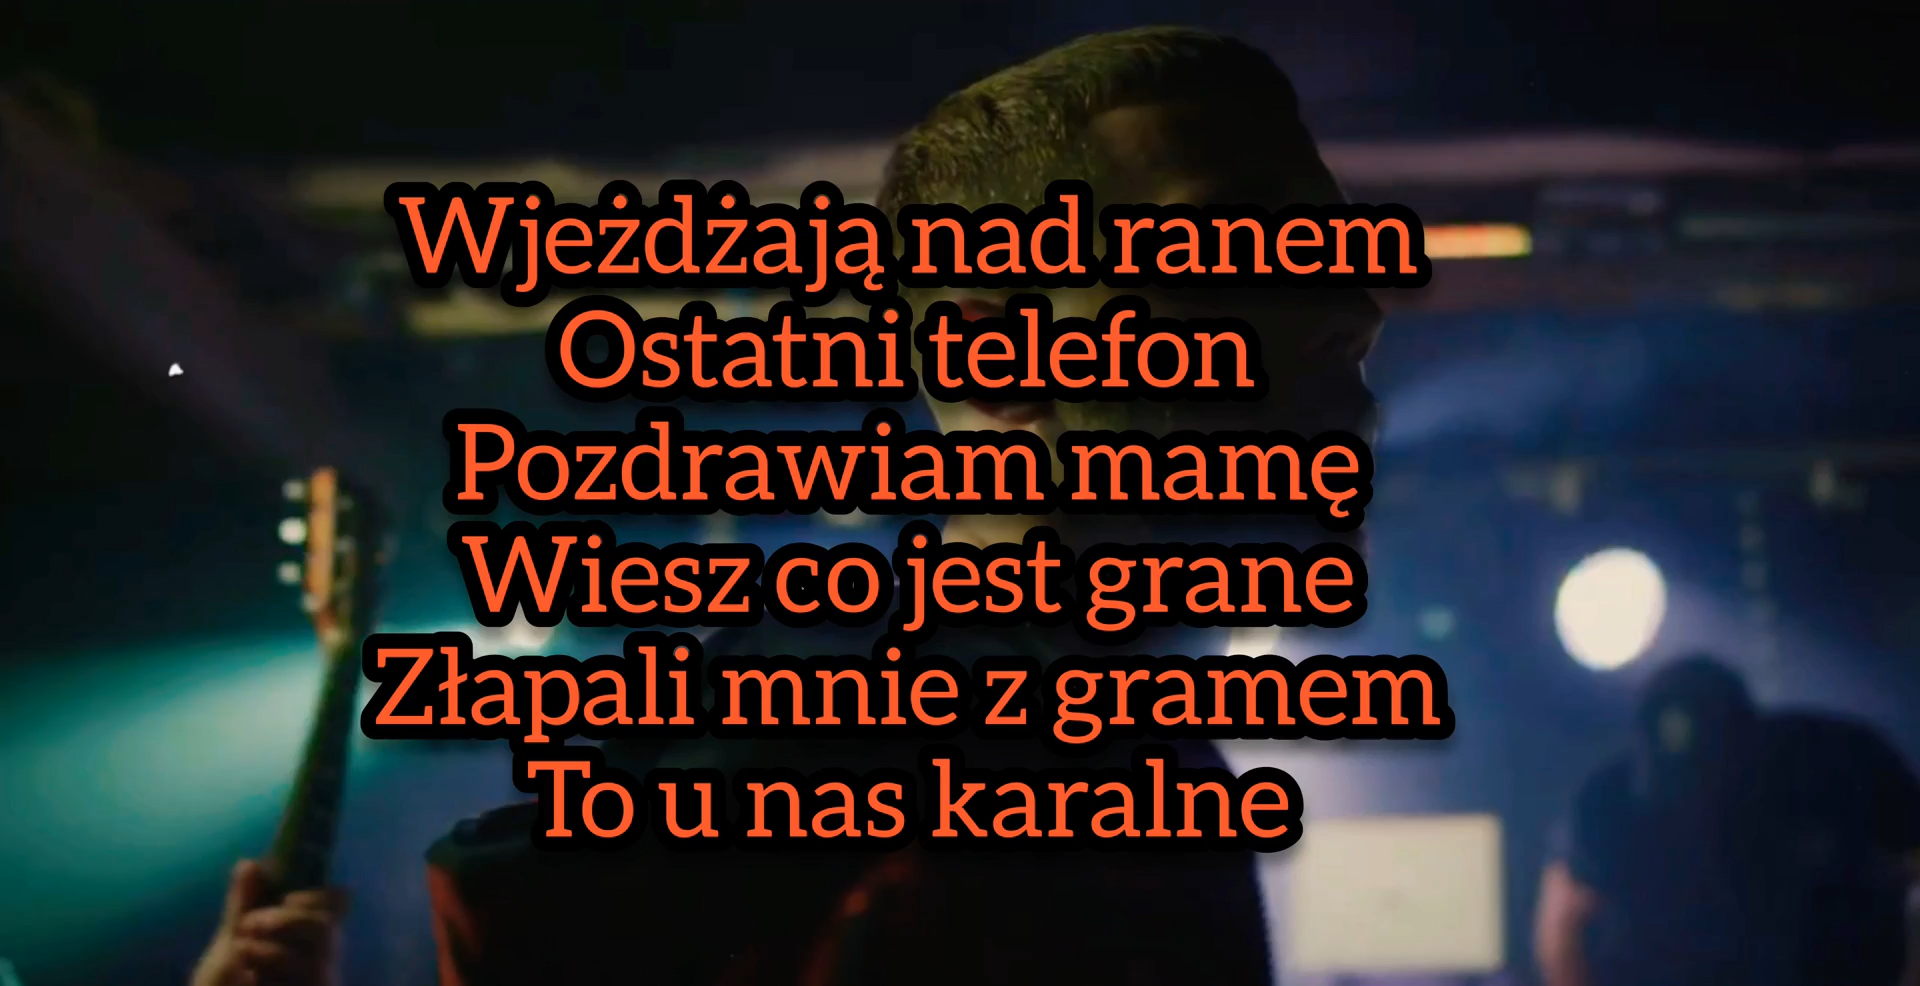 Wjeżdżają nad ranem
Ostatni telefon
Pozdrawiam mamę
Wiesz co jest grane
Złapali mnie z gramem
To u nas karalne